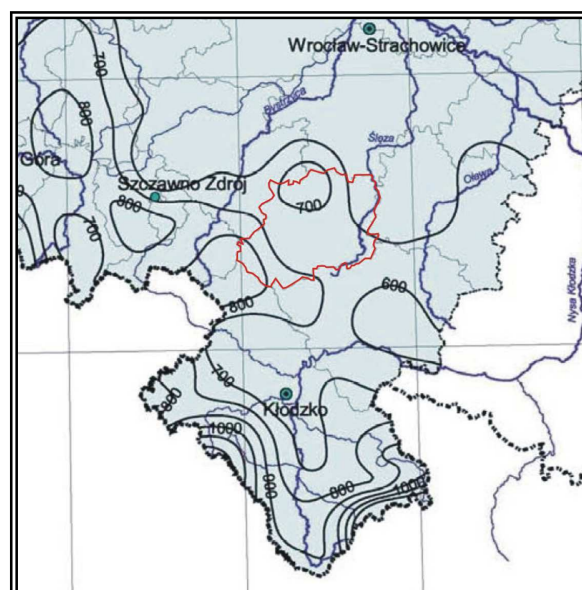 Wrocław-Strachowice
700
Bystrzyca
800
Ślęza
Góra
Szczawno Zdrój
Oława
800
700
700
600
800
Nysa Kłodzka
700
800
Kłodzko
1000
900
800
1000